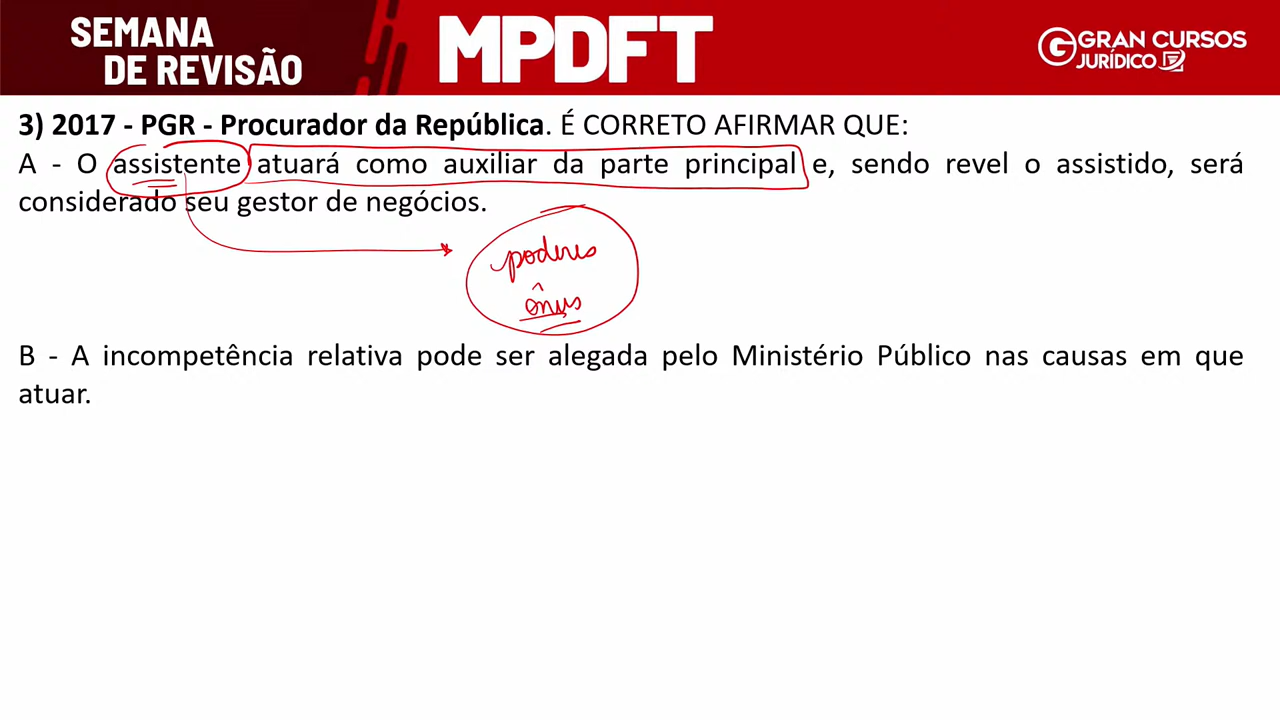 SEMANA
DE REVISÃO
MPDFT
GRAN CURSOS
JURÍDICO
3) 2017 - PGR - Procurador da República. É CORRETO AFIRMAR QUE:
A - O assistente atuará como auxiliar da parte principal e, sendo revel o assistido, será
considerado seu gestor de negócios.
poderes
ônus
B - A incompetência relativa pode ser alegada pelo Ministério Público nas causas em que
atuar.